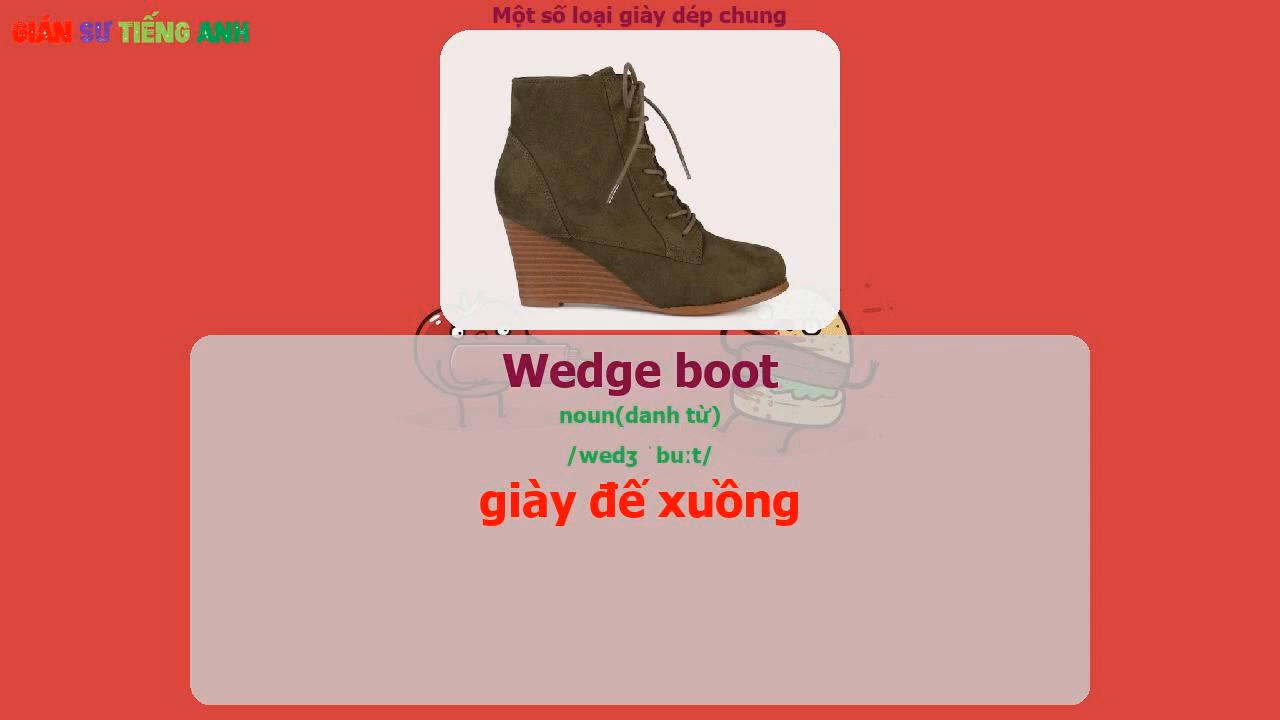 Một số loại giày dép chung
GIÁN SƯ TIẾNG ANH
Wedge boot
noun(danh từ)
/wedʒ ˈbuːt/
giày đế xuồng